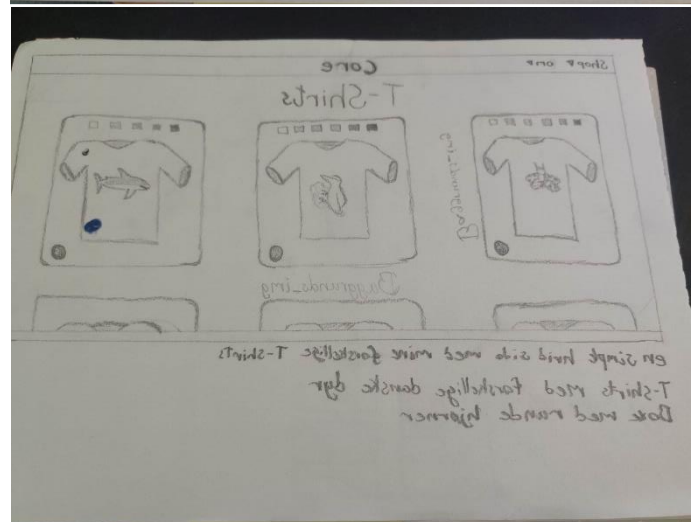 Shop▾ om▾
Core
T-Shirts
Baggrunds_img
Baggrunds_img
en simpel hvid side med mine forskellige T-Shirts
T-shirts med forskellige danske dyr
Boxe med runde hjørner